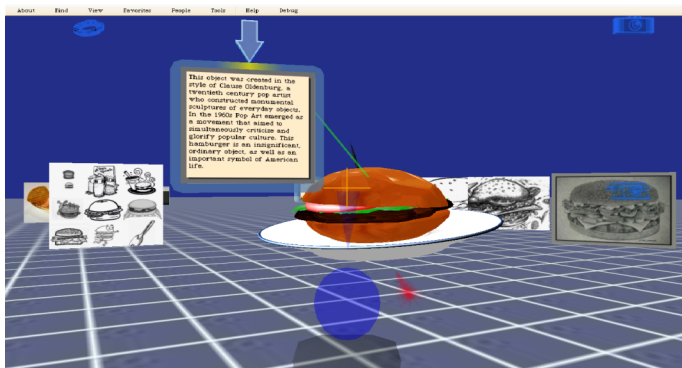 About Find View Favorites People Tools Help Debug
This object was created in the
style of Clause Oldenburg, a
twentieth century pop artist
who constructed monumental
sculptures of everyday objects.
In the 1960s Pop Art emerged as
a movement that aimed to
simultaneously criticise and
glorify popular culture. This
hamburger is an insignificant,
ordinary object, as well as an
important symbol of American
life.